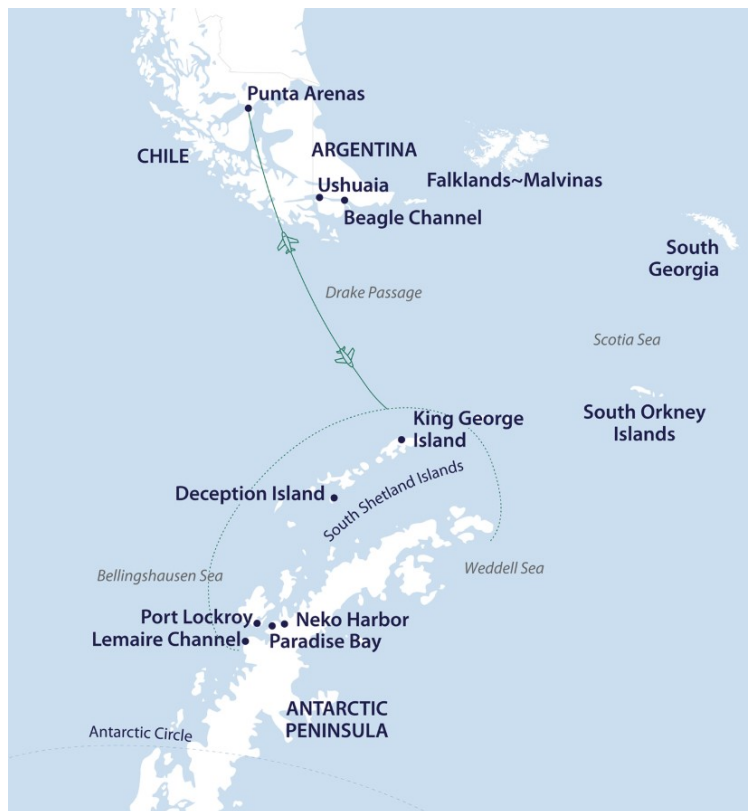 Punta Arenas
CHILE
ARGENTINA
Falklands~Malvinas
Ushuaia
Beagle Channel
South
Georgia
Drake Passage
Scotia Sea
King George
Island
South Orkney
Islands
Deception Island
South Shetland Islands
Bellingshausen Sea
Weddell Sea
Port Lockroy
Neko Harbor
Lemaire Channel
Paradise Bay
ANTARCTIC
PENINSULA
Antarctic Circle